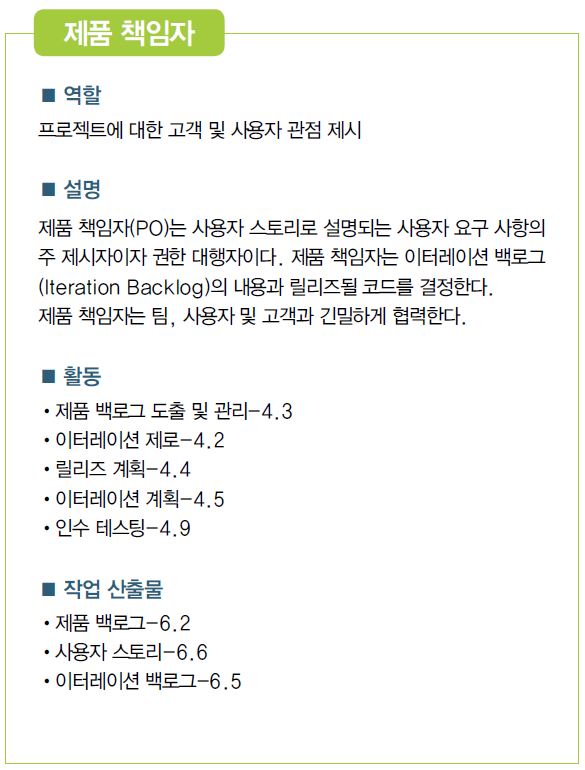 제품 책임자
■ 역할
프로젝트에 대한 고객 및 사용자 관점 제시
■ 설명
제품 책임자(PO)는 사용자 스토리로 설명되는 사용자 요구 사항의
주 제시자이자 권한 대행자이다. 제품 책임자는 이터레이션 백로그
(Iteration Backlog)의 내용과 릴리즈될 코드를 결정한다.
제품 책임자는 팀, 사용자 및 고객과 긴밀하게 협력한다.
■ 활동
• 제품 백로그 도출 및 관리-4.3
• 이터레이션 제로-4.2
• 릴리즈 계획-4.4
• 이터레이션 계획-4.5
• 인수 테스팅-4.9
■ 작업 산출물
• 제품 백로그-6.2
• 사용자 스토리-6.6
• 이터레이션 백로그-6.5